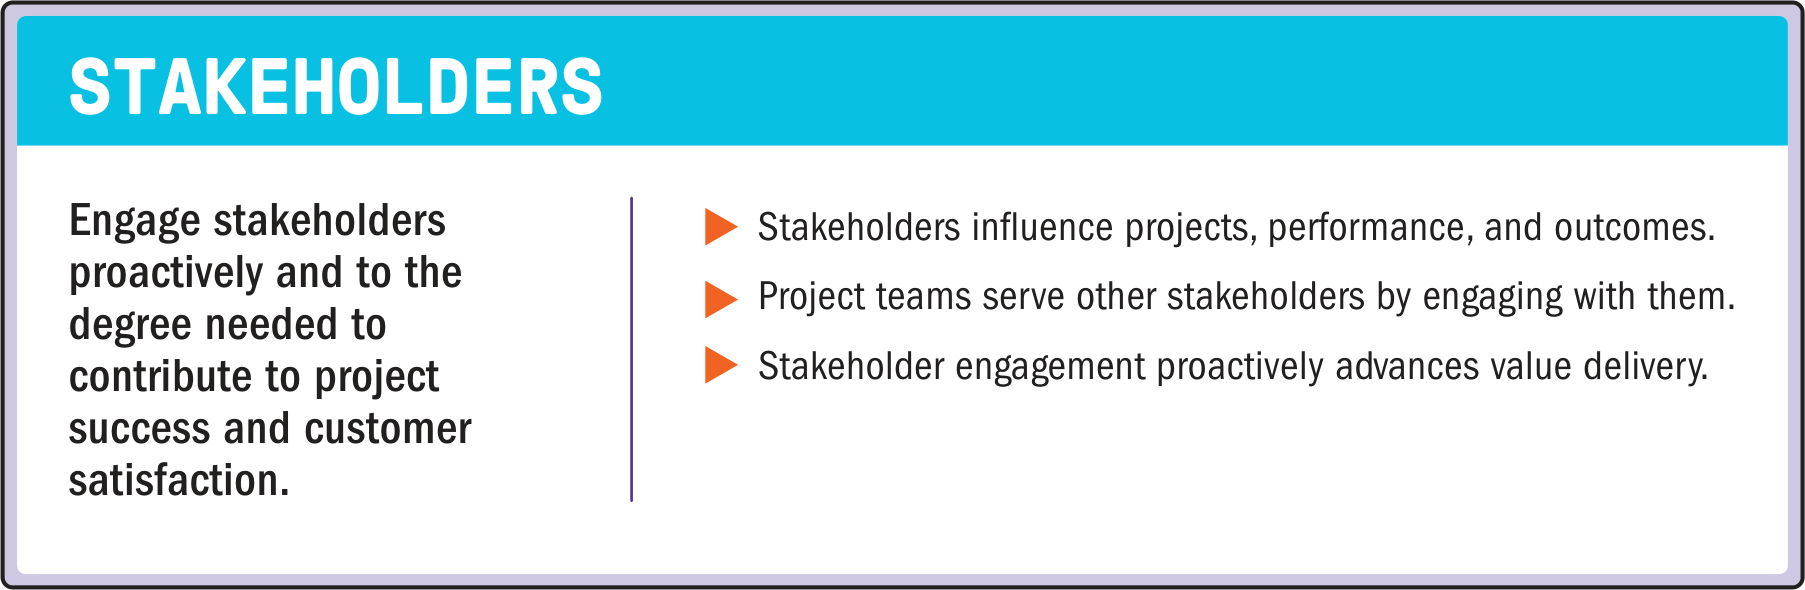 STAKEHOLDERS
Engage stakeholders
proactively and to the
degree needed to
contribute to project
success and customer
satisfaction.
Stakeholders influence projects, performance, and outcomes.
Project teams serve other stakeholders by engaging with them.
Stakeholder engagement proactively advances value delivery.